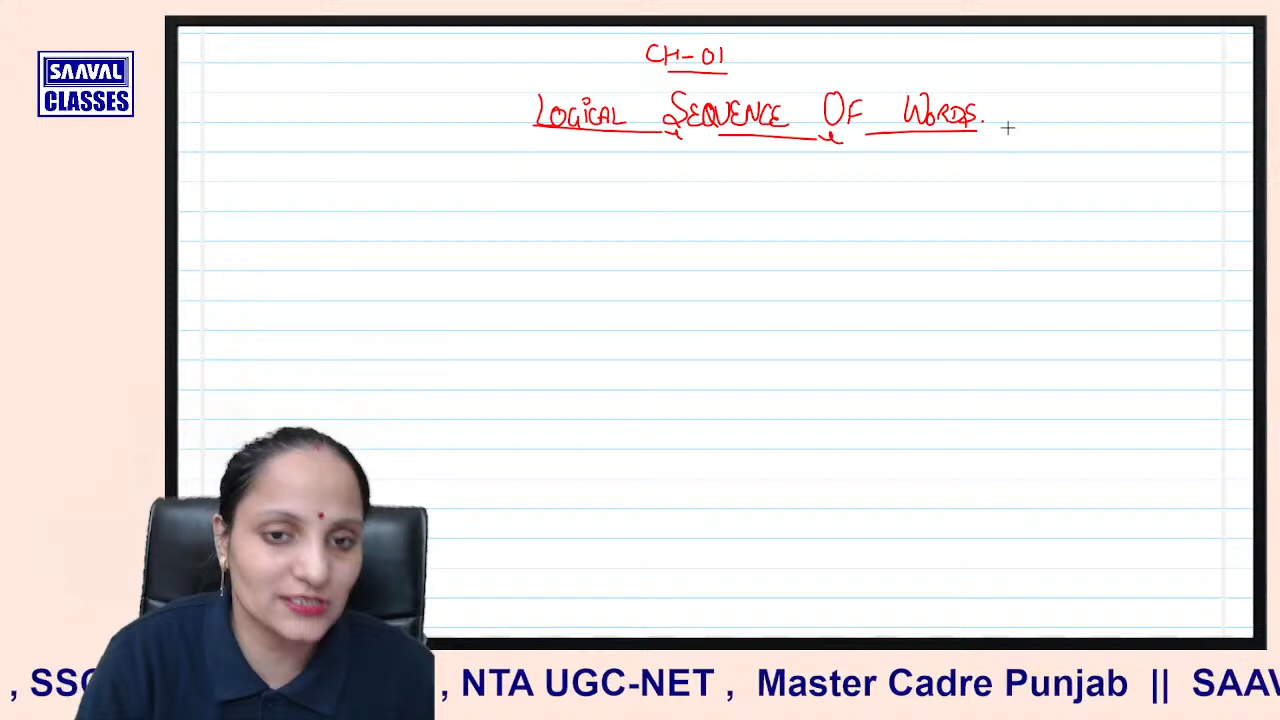 SAAVAL
CLASSES
CH-01
LOGICAL SEQUENCE OF WORDS.
, SSC , NTA UGC-NET , Master Cadre Punjab || SAAV